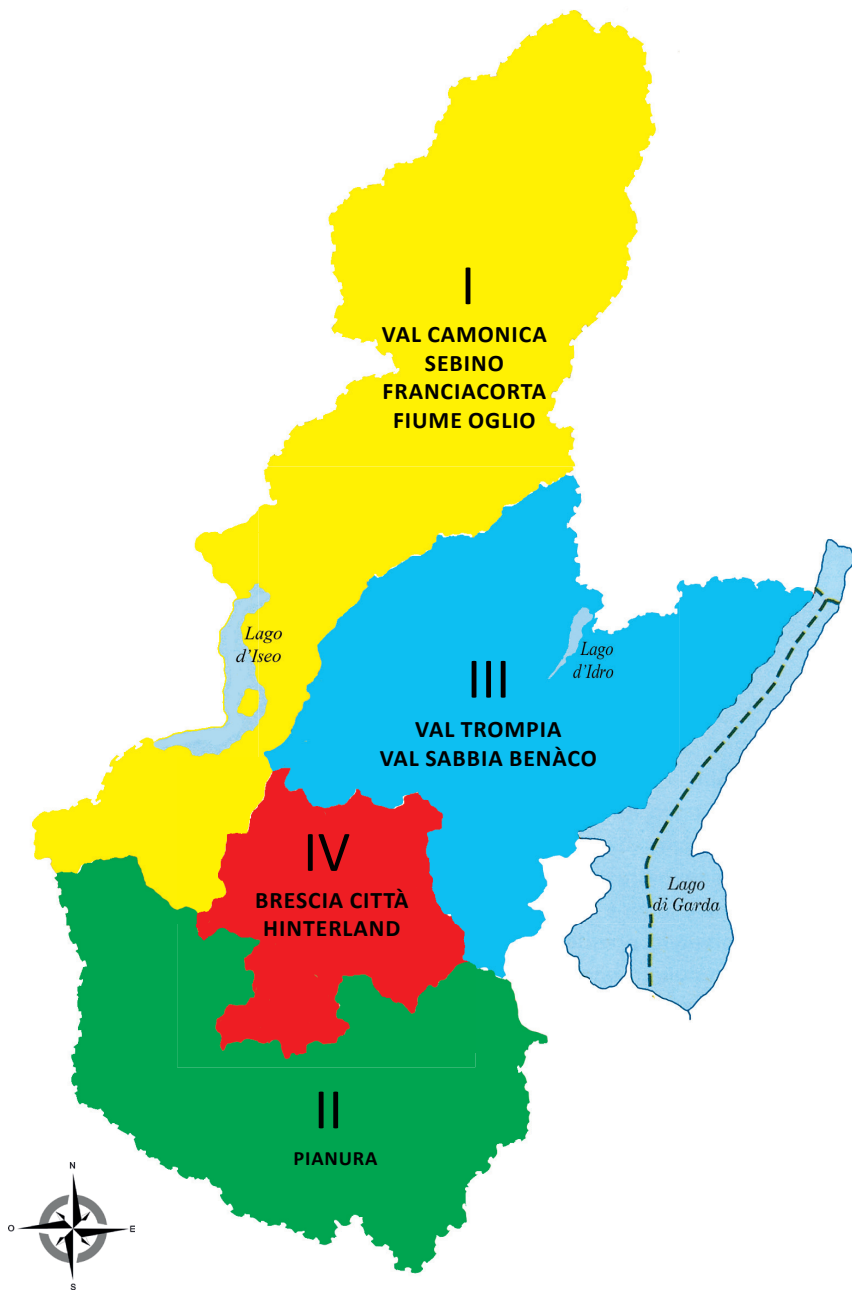 I
VAL CAMONICA
SEBINO
FRANCIACORTA
FIUME OGLIO
Lago
d'Iseo
Lago
d'Idro
III
VAL TROMPIA
VAL SABBIA BENÀCO
IV
BRESCIA CITTÀ
HINTERLAND
Lago
di Garda
II
PIANURA
N
O
E
S